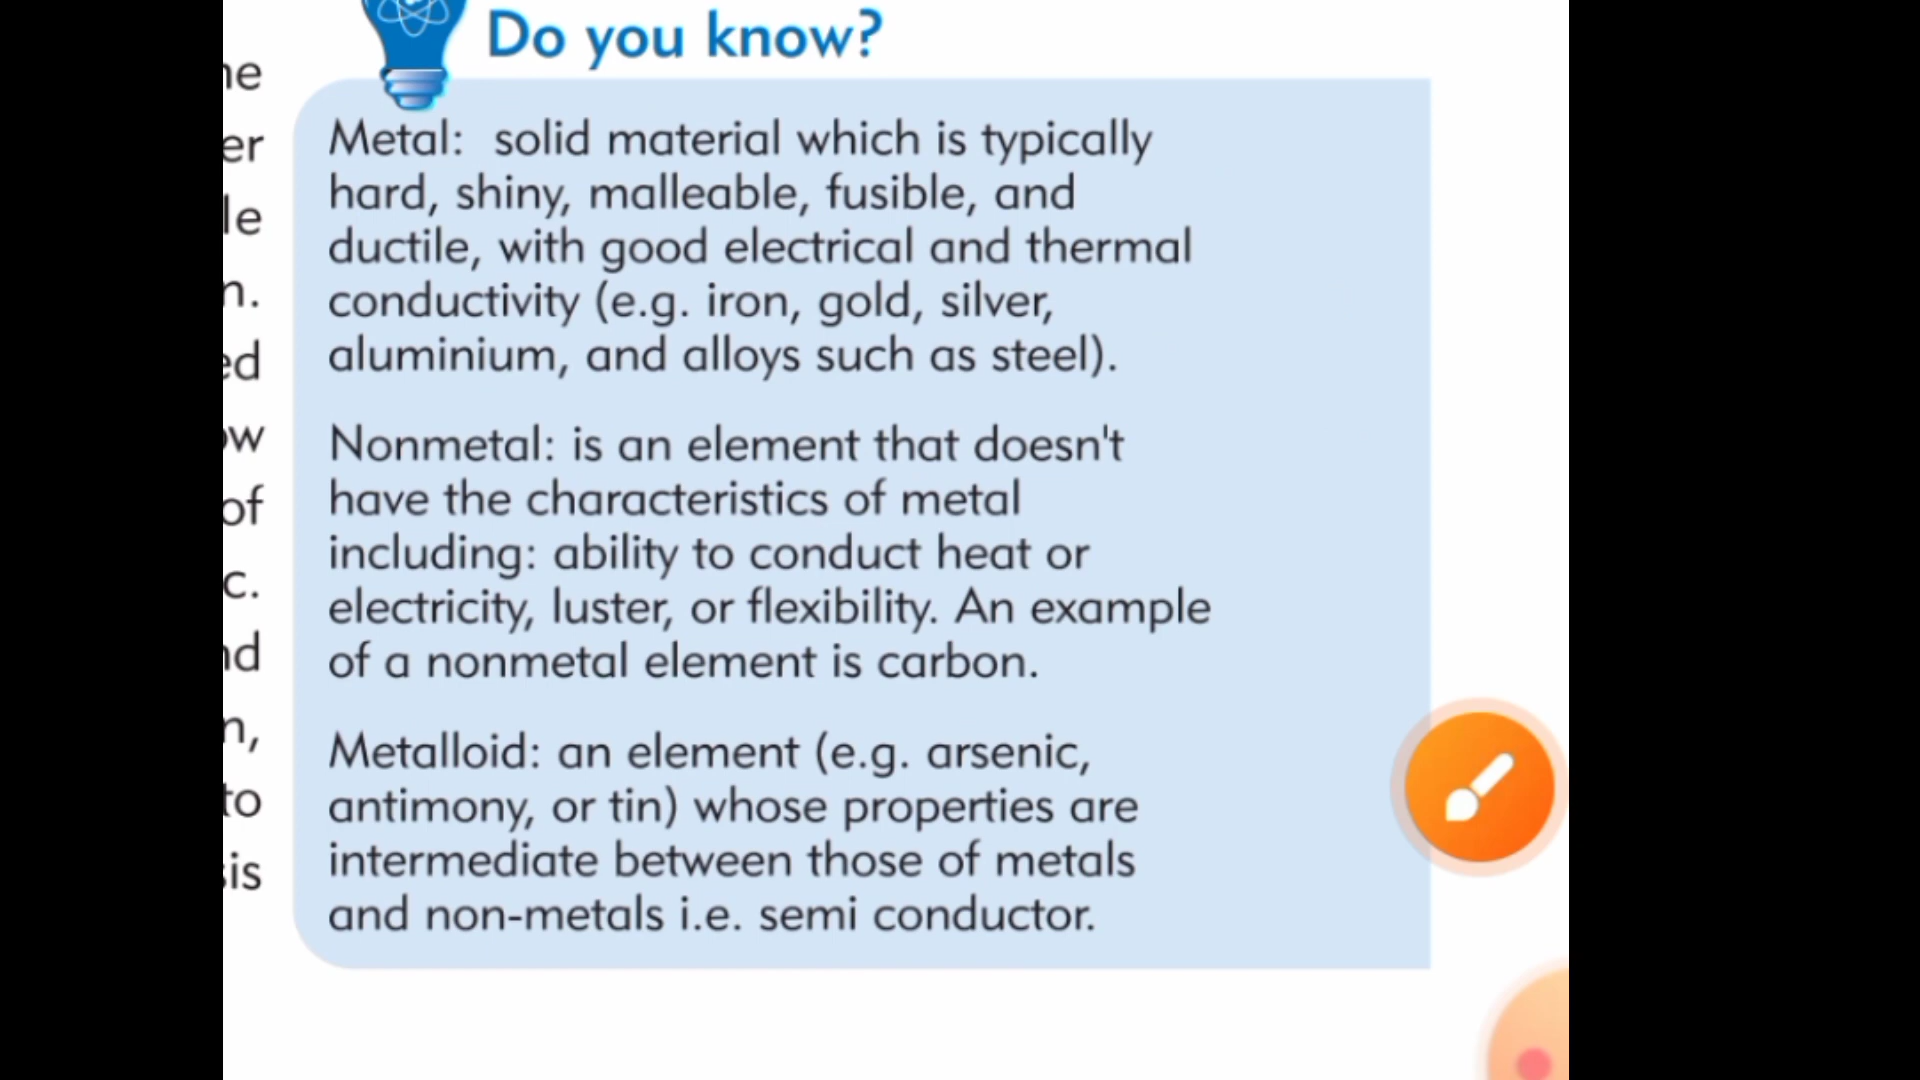 Do you know?
Metal: solid material which is typically
hard, shiny, malleable, fusible, and
ductile, with good electrical and thermal
conductivity (e.g. iron, gold, silver,
aluminium, and alloys such as steel).
Nonmetal: is an element that doesn't
have the characteristics of metal
including: ability to conduct heat or
electricity, luster, or flexibility. An example
of a nonmetal element is carbon.
Metalloid: an element (e.g. arsenic,
antimony, or tin) whose properties are
intermediate between those of metals
and non-metals i.e. semi conductor.